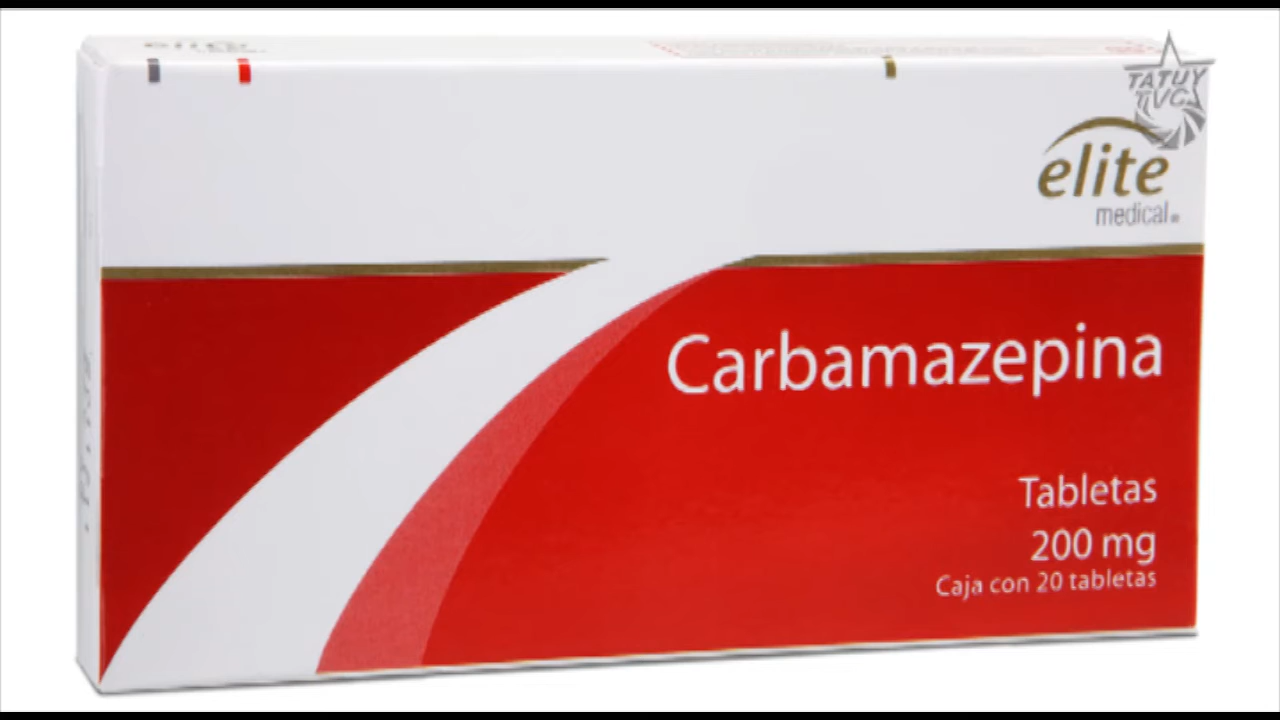 TATUY
TVC
elite
medical
Carbamazepina
Tabletas
200 mg
Caja con 20 tabletas